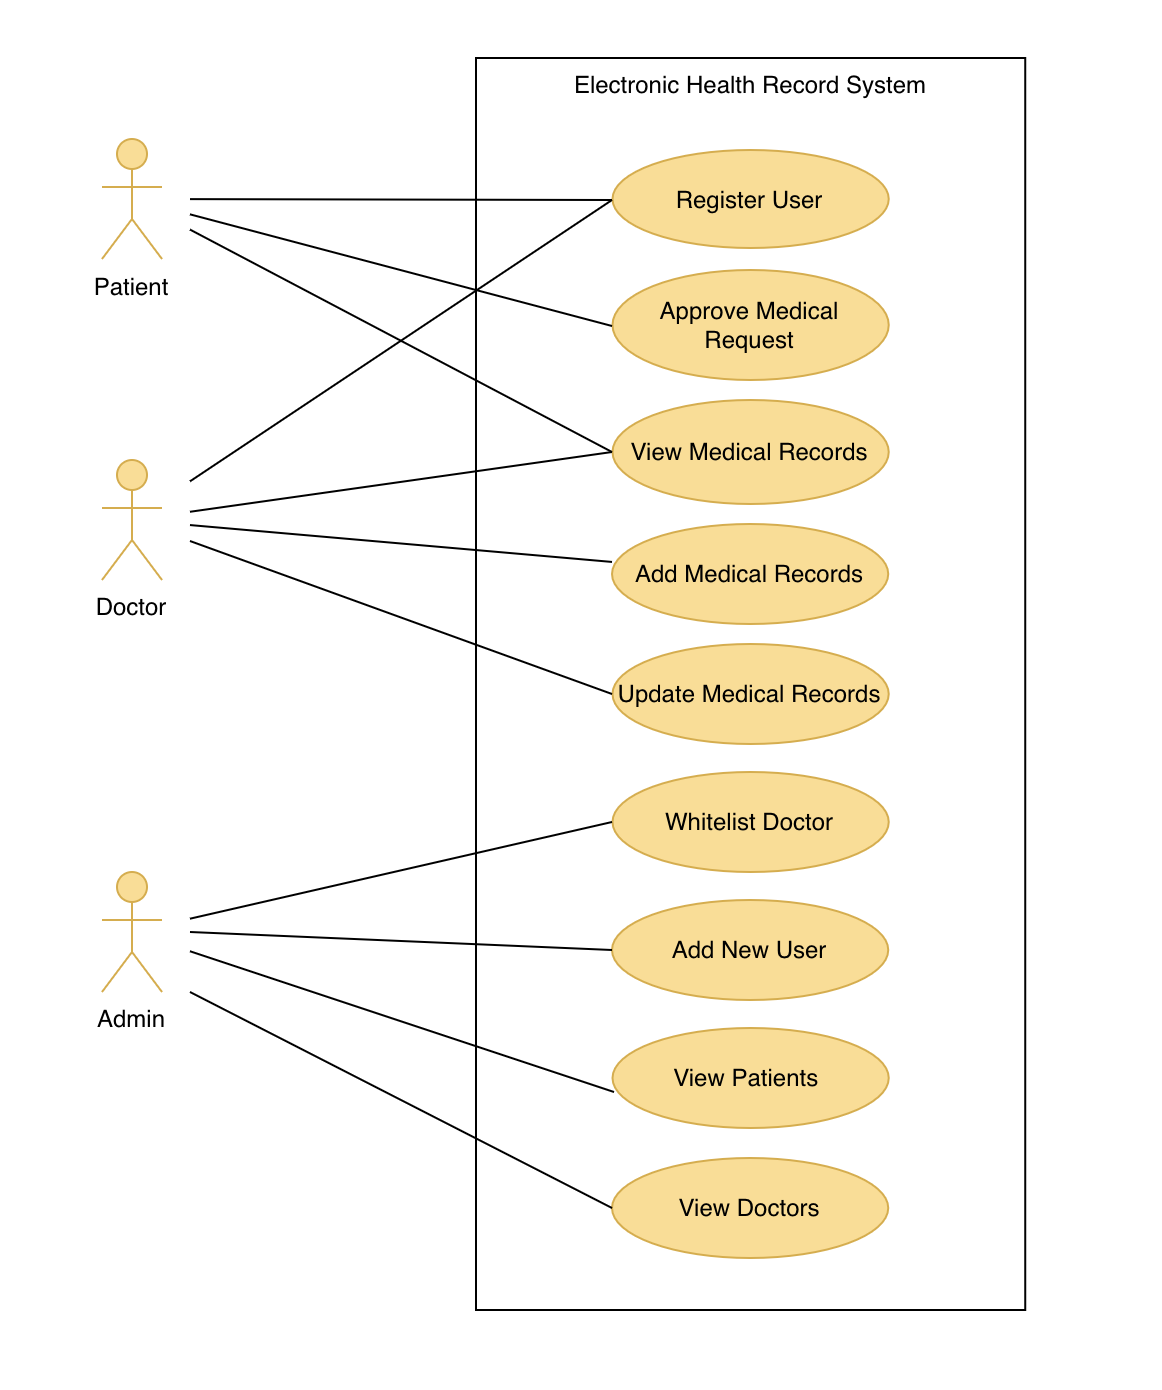 Electronic Health Record System
Patient
Register User
Approve Medical
Request
View Medical Records
Doctor
Add Medical Records
Update Medical Records
Whitelist Doctor
Admin
Add New User
View Patients
View Doctors